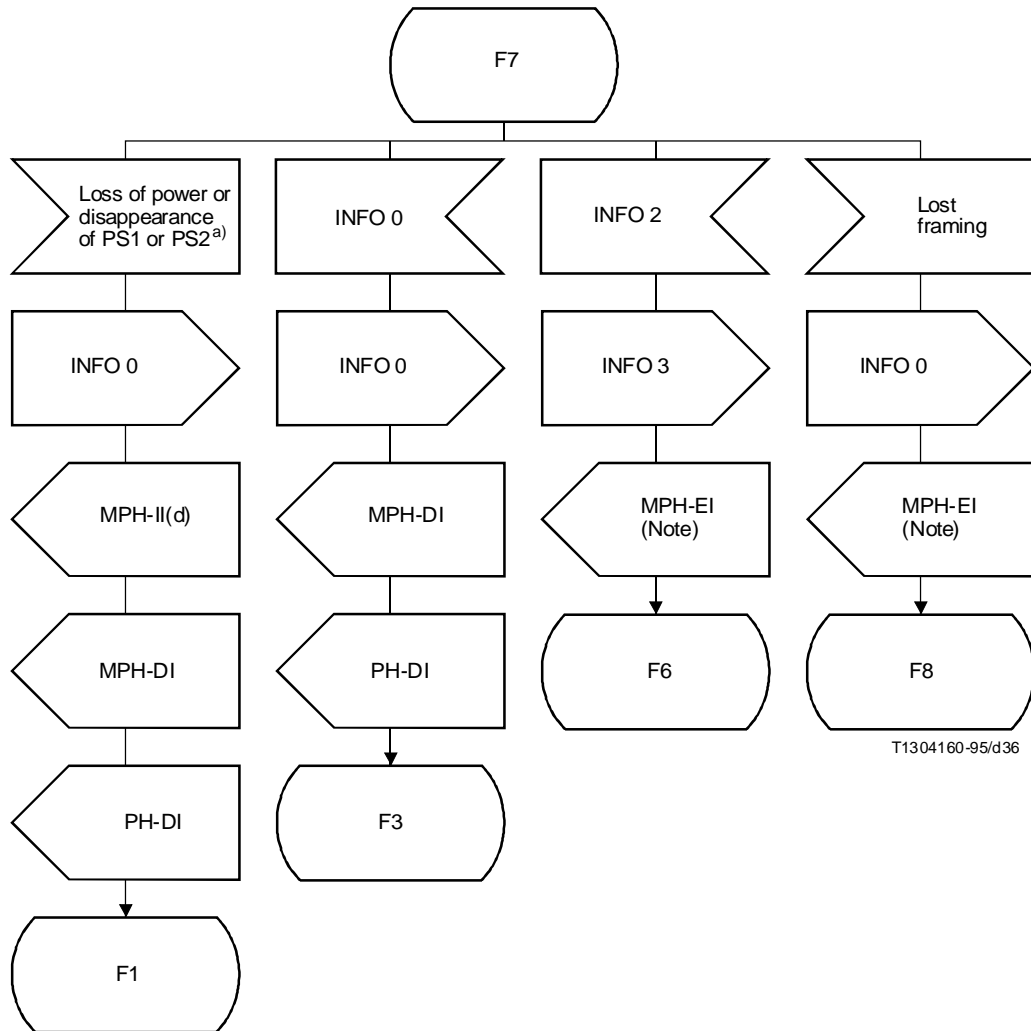 F7
Loss of power or
disappearance
of PS1 or PS2a)
INFO 0
INFO 2
Lost
framing
INFO 0
INFO 0
INFO 3
INFO 0
MPH-II(d)
MPH-DI
MPH-EI
(Note)
MPH-EI
(Note)
MPH-DI
PH-DI
F6
F8
T1304160-95/d36
PH-DI
F3
F1